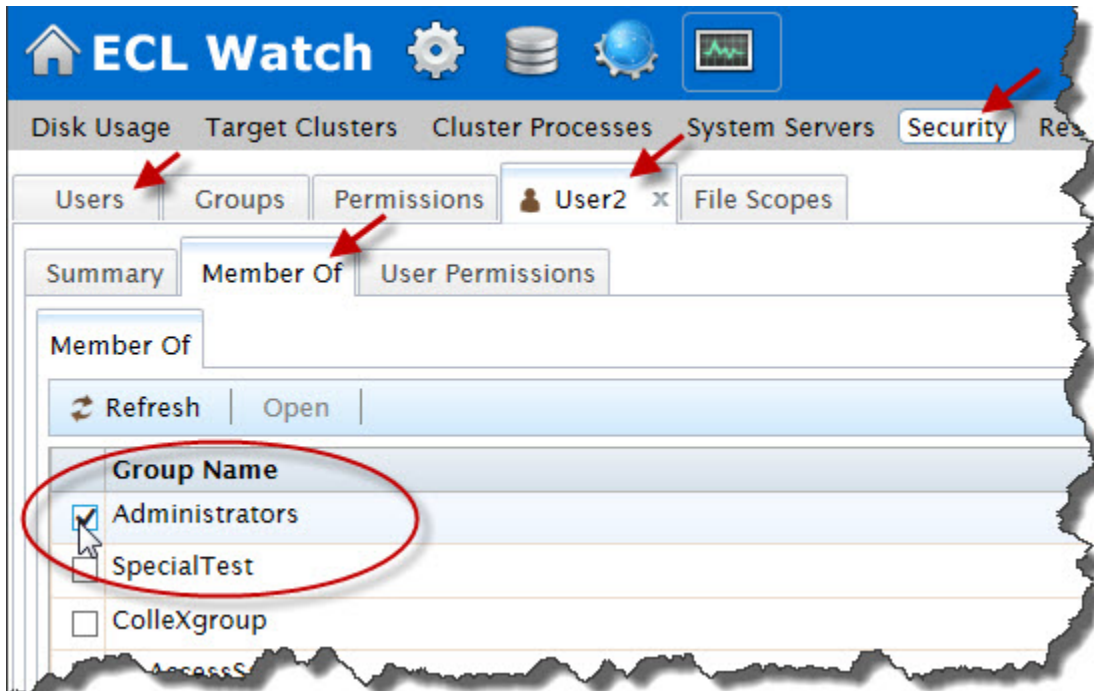 ECL Watch
Disk Usage Target Clusters Cluster Processes System Servers Security Res
Users Groups Permissions User2 x File Scopes
Summary Member Of User Permissions
Member Of
Refresh Open
Group Name
Administrators
SpecialTest
ColleXgroup